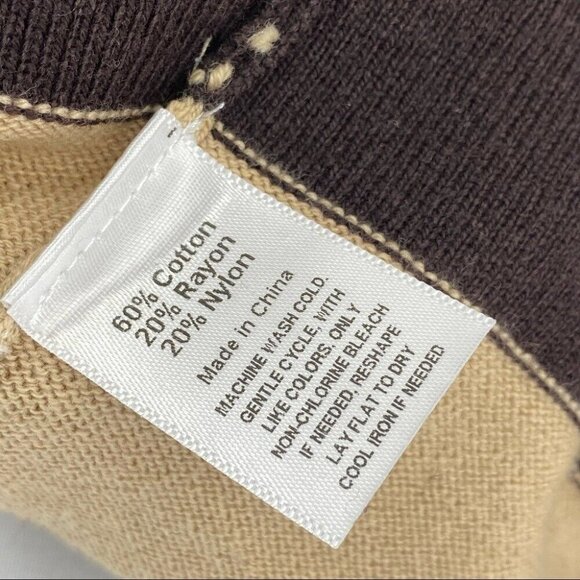 60% Cotton
20% Rayon
20% Nylon
Made in China
MACHINE WASH COLD.
GENTLE CYCLE, WITH
LIKE COLORS, ONLY
NON-CHLORINE BLEACH
IF NEEDED, RESHAPE
LAY FLAT TO DRY
COOL IRON IF NEEDED